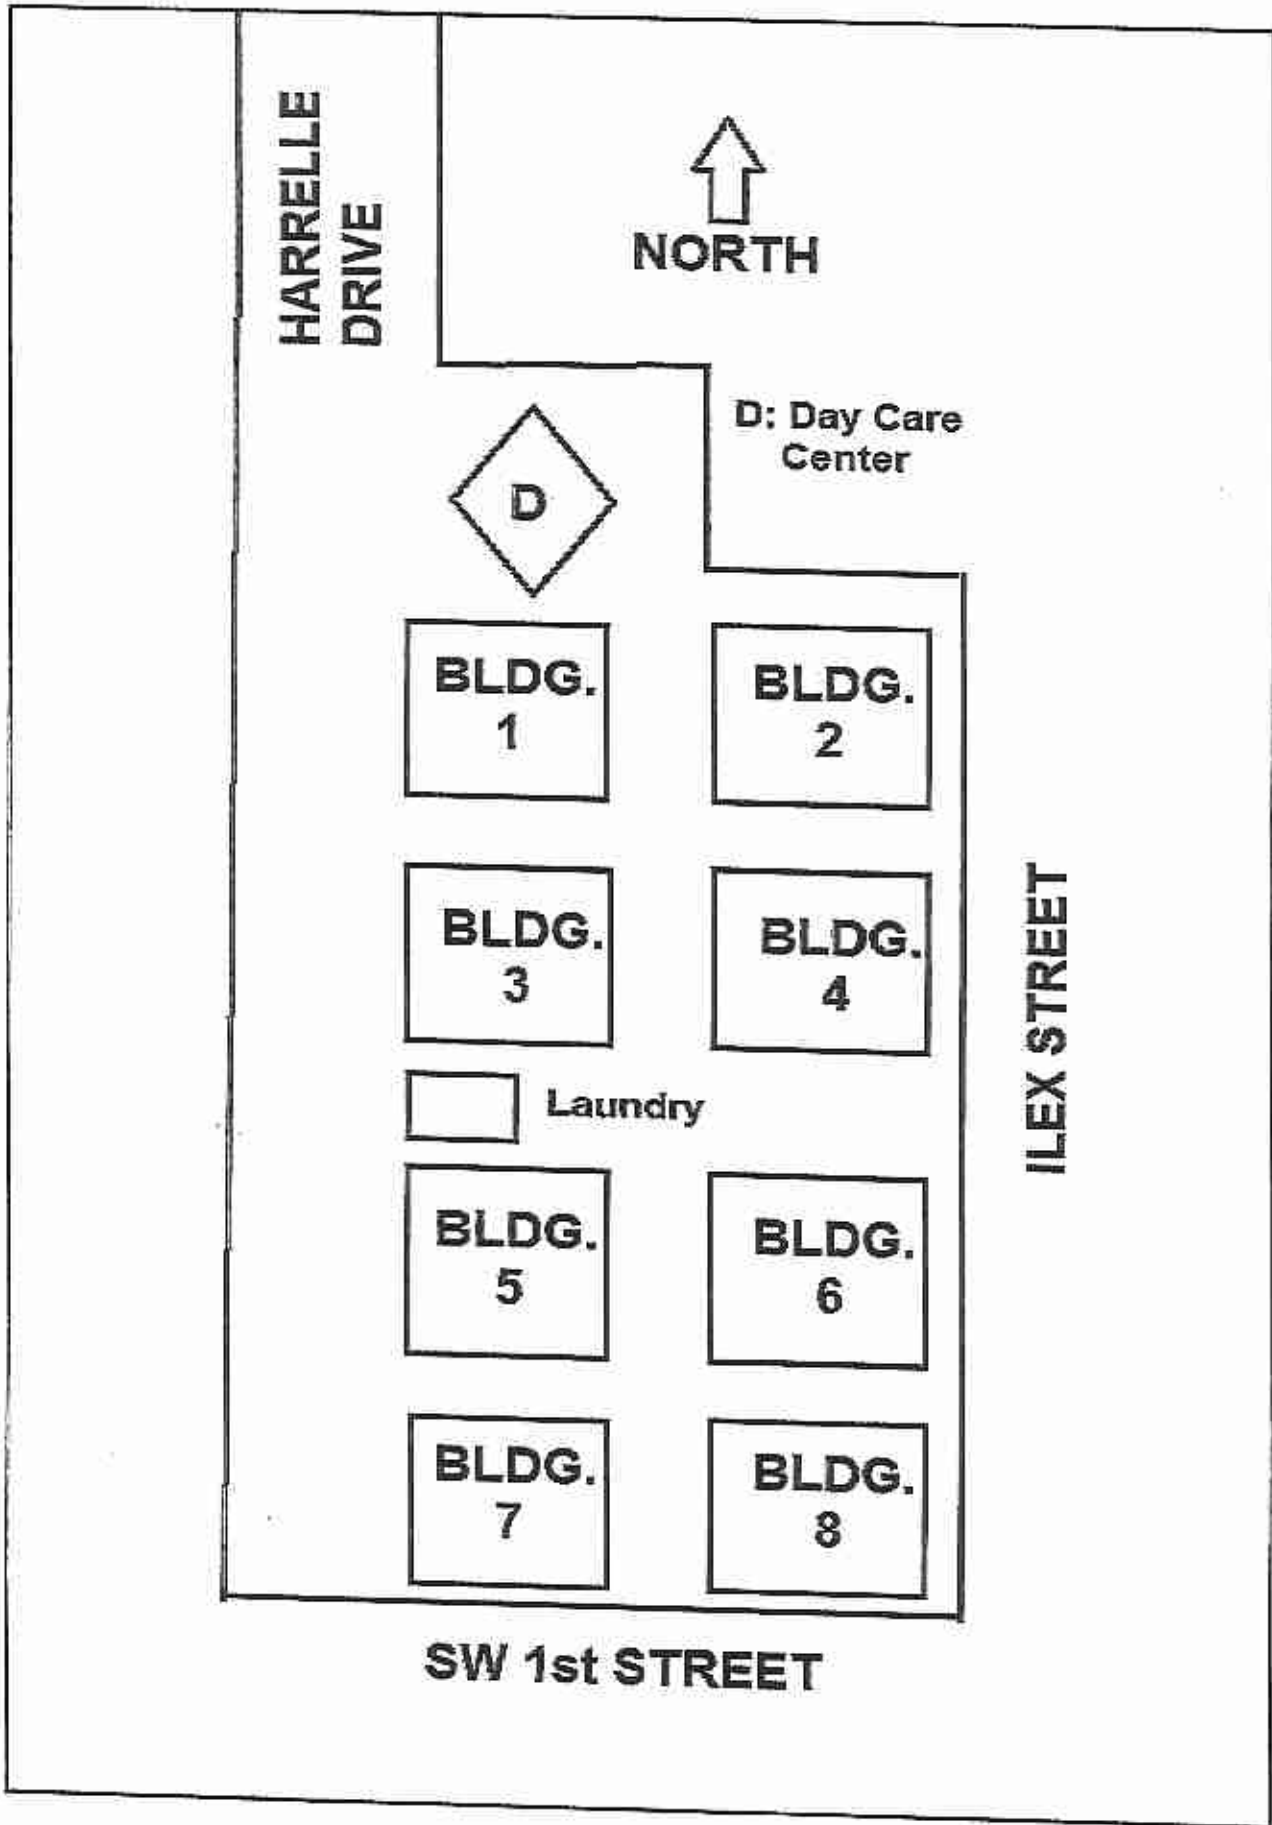 HARRELLE
DRIVE
NORTH
D: Day Care
Center
D
BLDG.
1
BLDG.
2
BLDG.
3
BLDG.
4
Laundry
ILEX STREET
BLDG.
5
BLDG.
6
BLDG.
7
BLDG.
8
SW 1st STREET